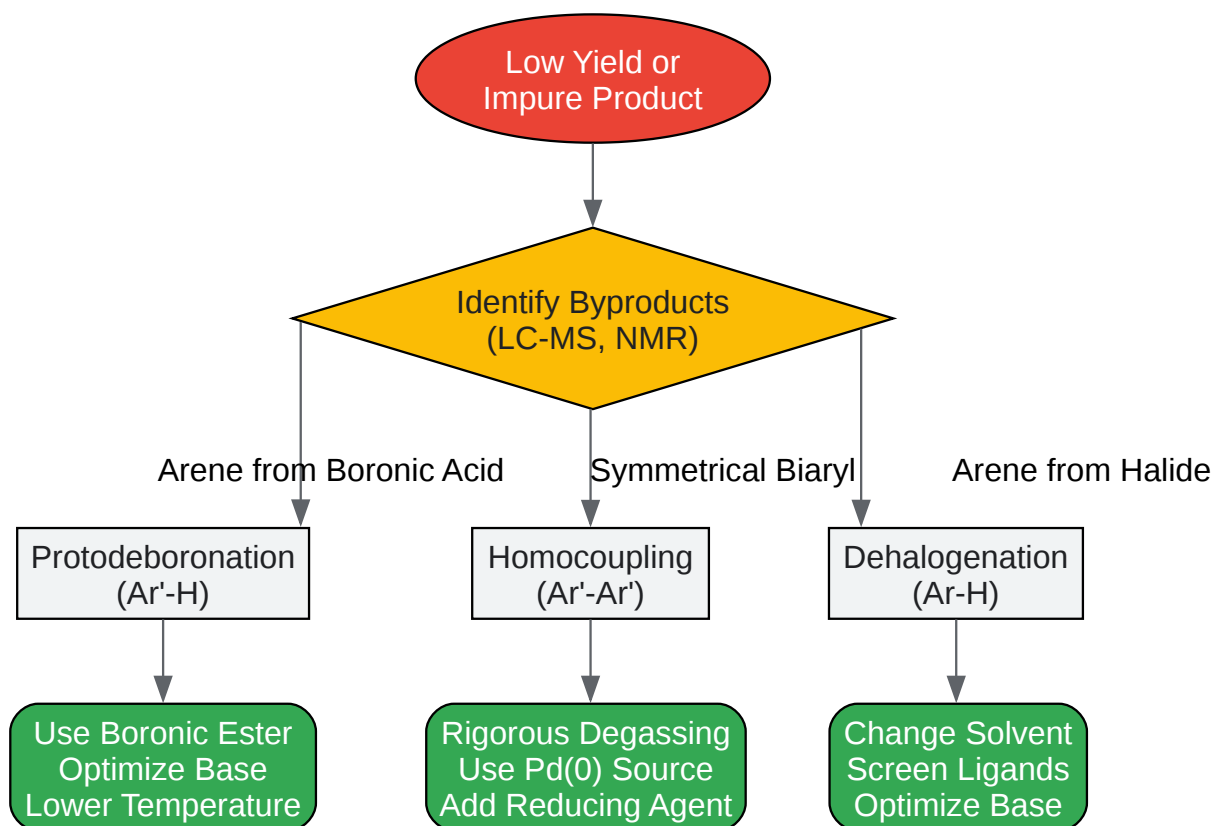 Low Yield or
Impure Product
Identify Byproducts
(LC-MS, NMR)
Arene from Boronic Acid
Symmetrical Biaryl
Arene from Halide
Protodeboronation
(Ar'-H)
Homocoupling
(Ar'-Ar')
Dehalogenation
(Ar-H)
Use Boronic Ester
Optimize Base
Lower Temperature
Rigorous Degassing
Use Pd(0) Source
Add Reducing Agent
Change Solvent
Screen Ligands
Optimize Base